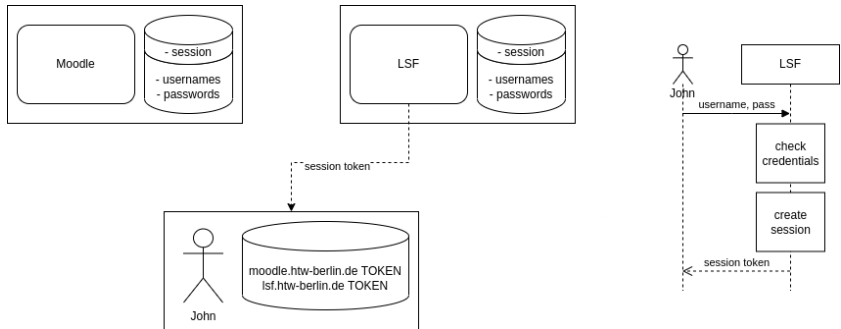 Moodle
- session
- usernames
- passwords
LSF
- session
- usernames
- passwords
session token
moodle.htw-berlin.de TOKEN
lsf.htw-berlin.de TOKEN
John
John
LSF
username, pass
check
credentials
create
session
session token